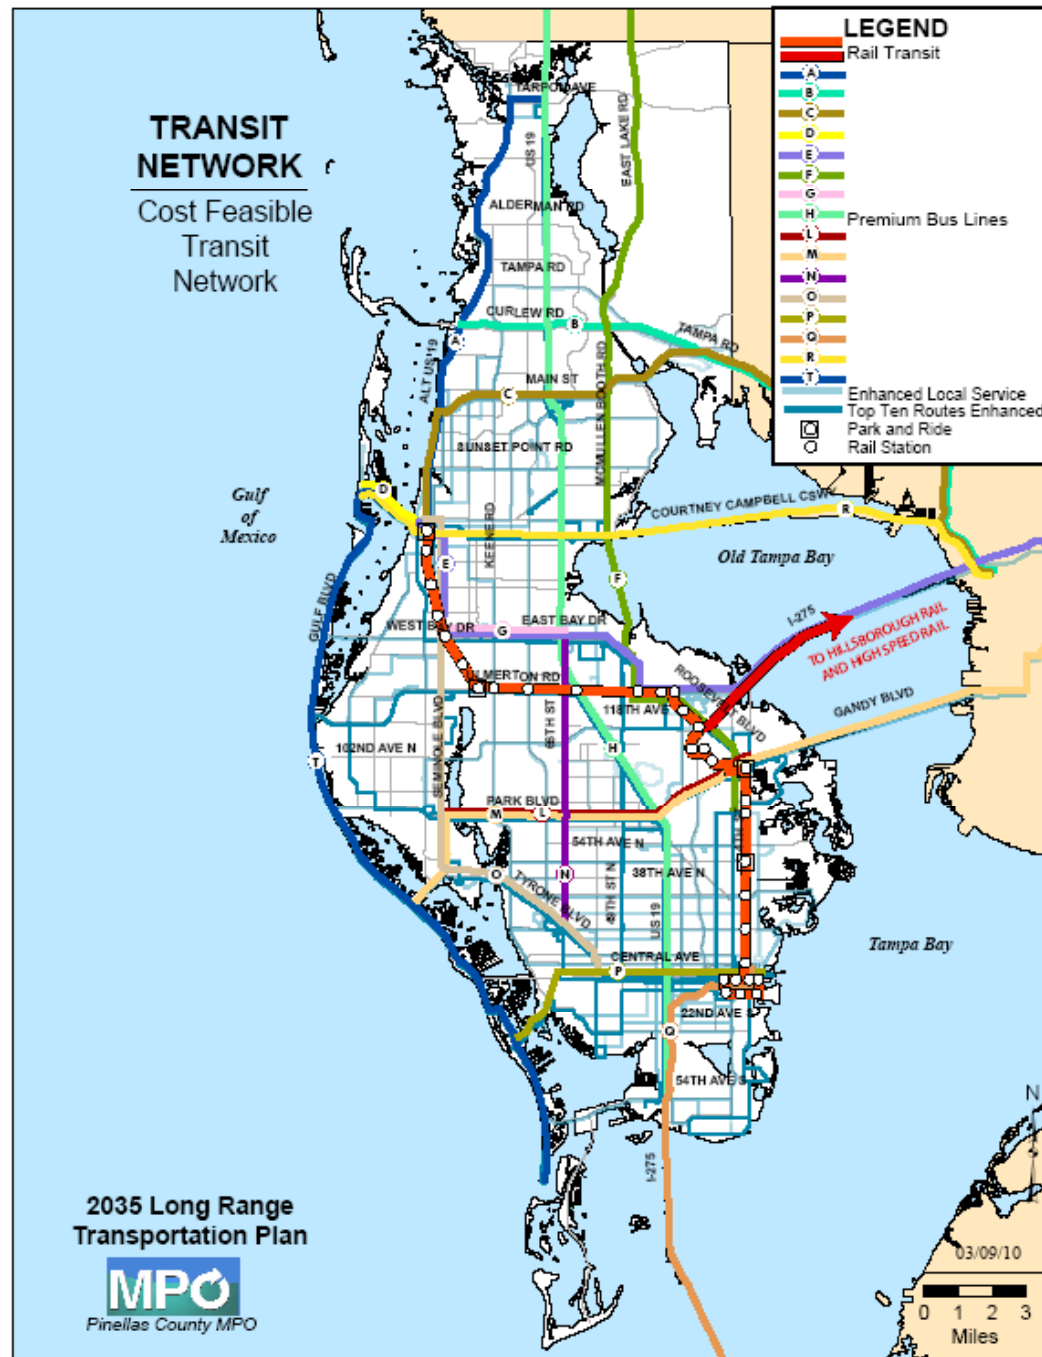 TRANSIT
NETWORK
Cost Feasible
Transit
Network
LEGEND
Rail Transit
A
B
C
D
E
F
G
H
Premium Bus Lines
L
M
N
O
P
Q
R
T
Enhanced Local Service
Top Ten Routes Enhanced
Park and Ride
Rail Station
TARPON AVE
US 19
EAST LAKE RD
ALDERMAN RD
TAMPA RD
CURLEW RD
B
TAMPA RD
A
ALT US 19
MAIN ST
C
MCMULLEN BOOTH RD
SUNSET POINT RD
Gulf
of
Mexico
D
KEENE RD
COURTNEY CAMPBELL CSWY
R
Old Tampa Bay
E
F
GULF BLVD
WEST BAY DR
EAST BAY DR
G
I-275
TO HILLSBOROUGH RAIL
AND HIGH SPEED RAIL
ROOSEVELT BLVD
GANDY BLVD
118TH AVE
66TH ST
H
SEMINOLE BLVD
102ND AVE N
T
PARK BLVD
M
L
54TH AVE N
38TH AVE N
O
TYRONE BLVD
N
49TH ST N
US 19
Tampa Bay
CENTRAL AVE
P
22ND AVE S
Q
54TH AVE S
I-275
N
2035 Long Range
Transportation Plan
MPO
Pinellas County MPO
03/09/10
0 1 2 3
Miles